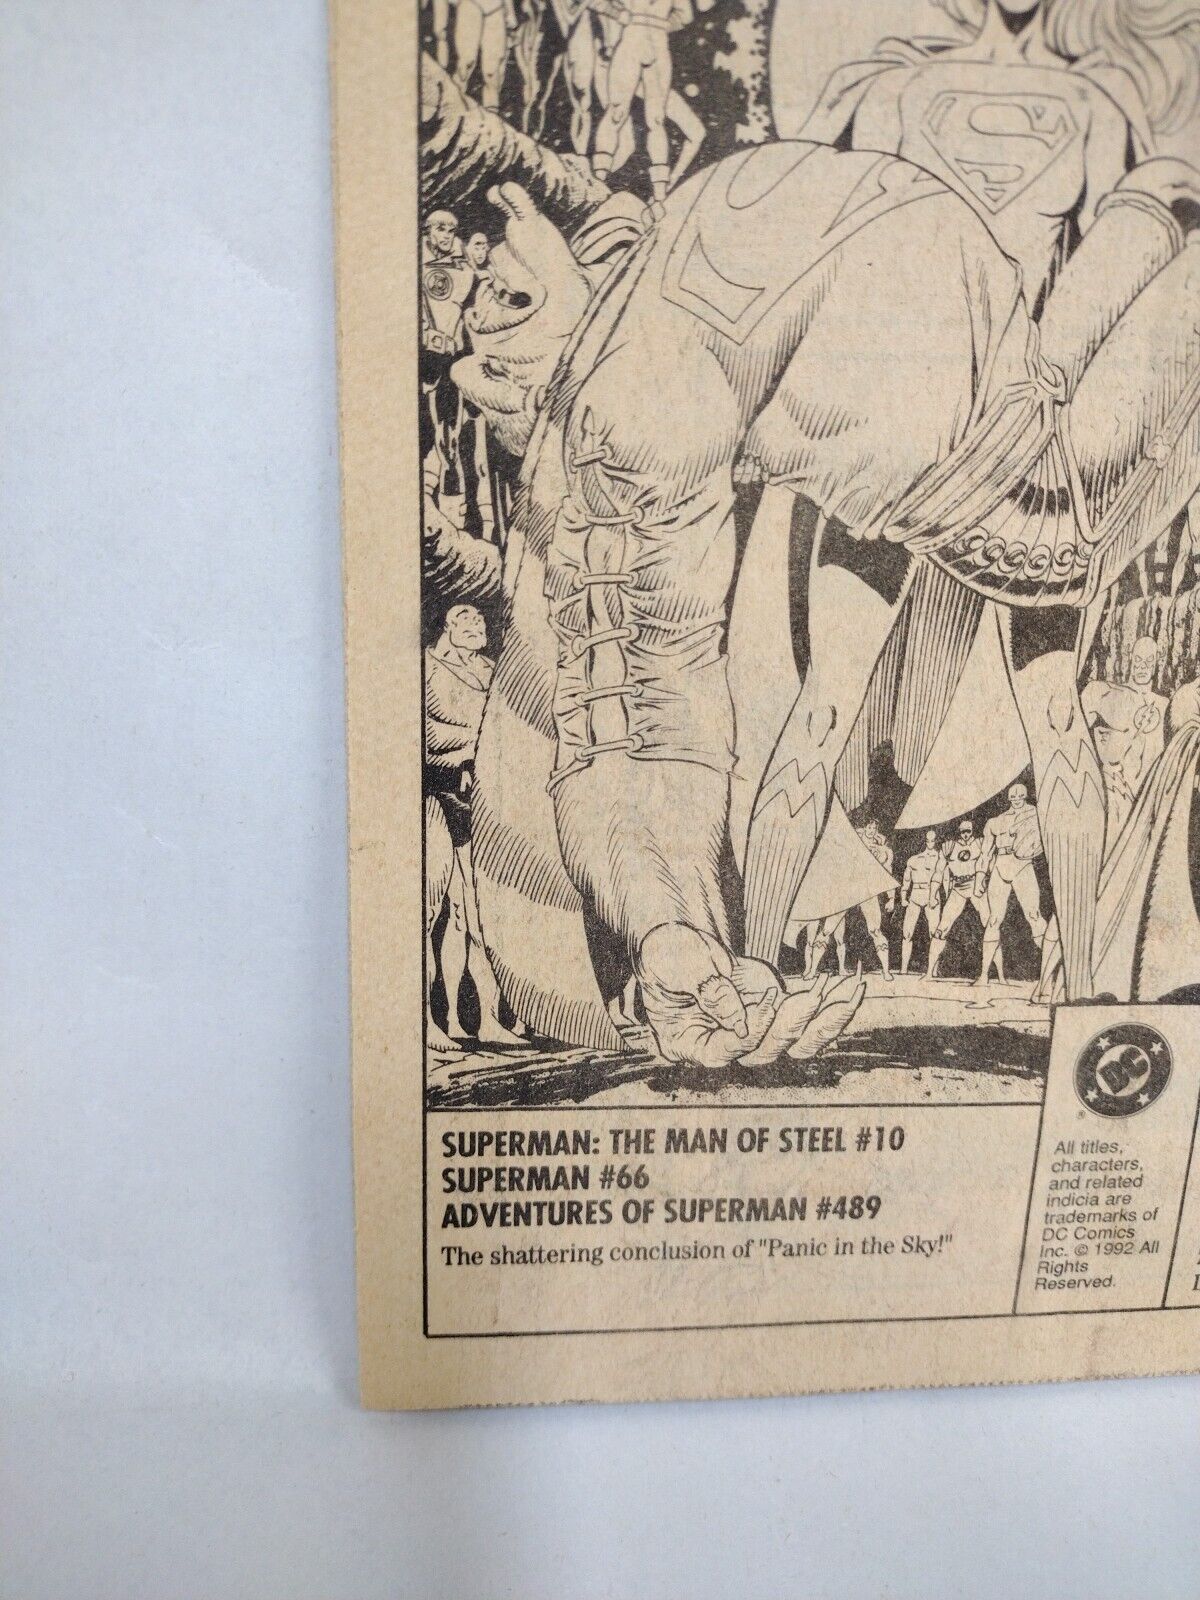 S
SUPERMAN: THE MAN OF STEEL #10
SUPERMAN #66
ADVENTURES OF SUPERMAN #489
The shattering conclusion of "Panic in the Sky!"
DC
®
All titles,
characters,
and related
indicia are
trademarks of
DC Comics
Inc. © 1992 All
Rights
Reserved.